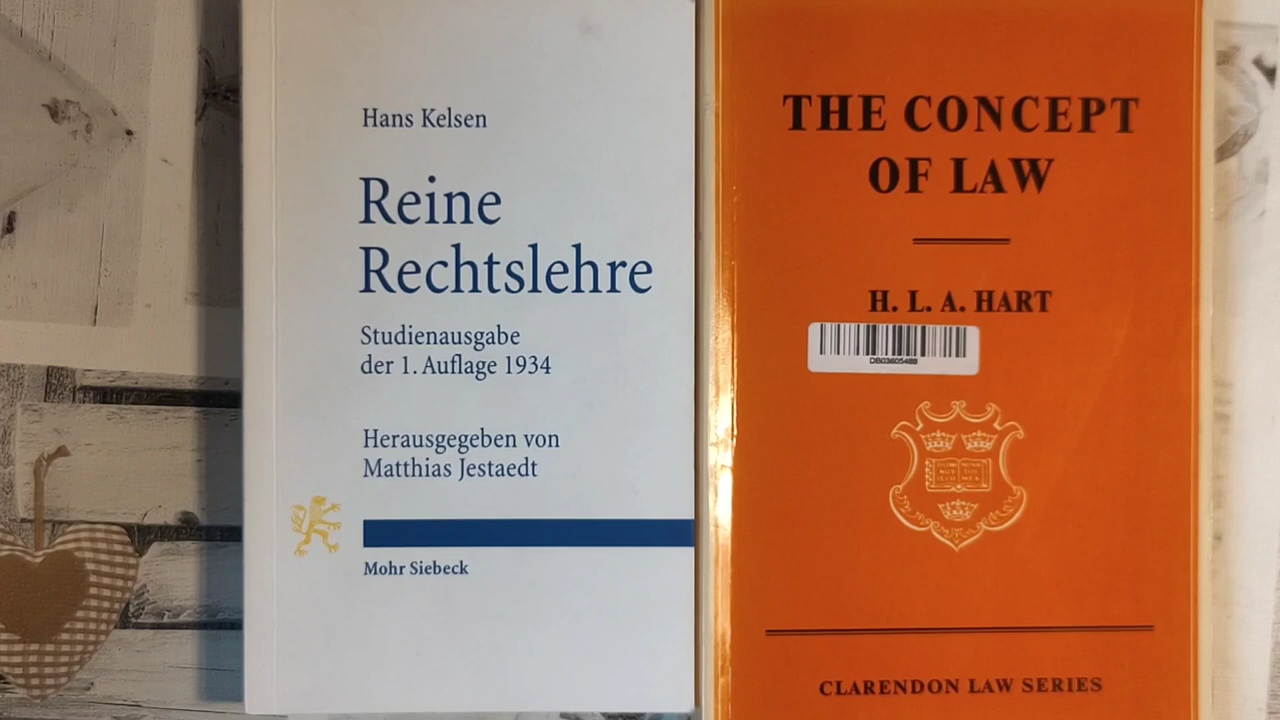 Hans Kelsen
Reine
Rechtslehre
Studienausgabe
der 1. Auflage 1934
Herausgegeben von
Matthias Jestaedt
Mohr Siebeck
THE CONCEPT
OF LAW
H. L. A. HART
CLARENDON LAW SERIES